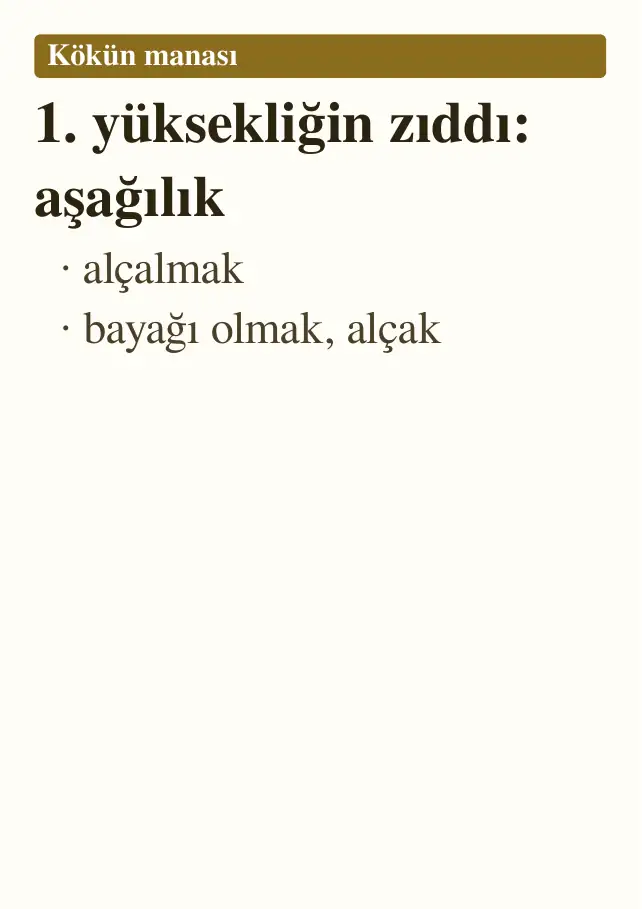 Kökün manası
1. yüksekliğin zıddı:
aşağılık
· alçalmak
· bayağı olmak, alçak